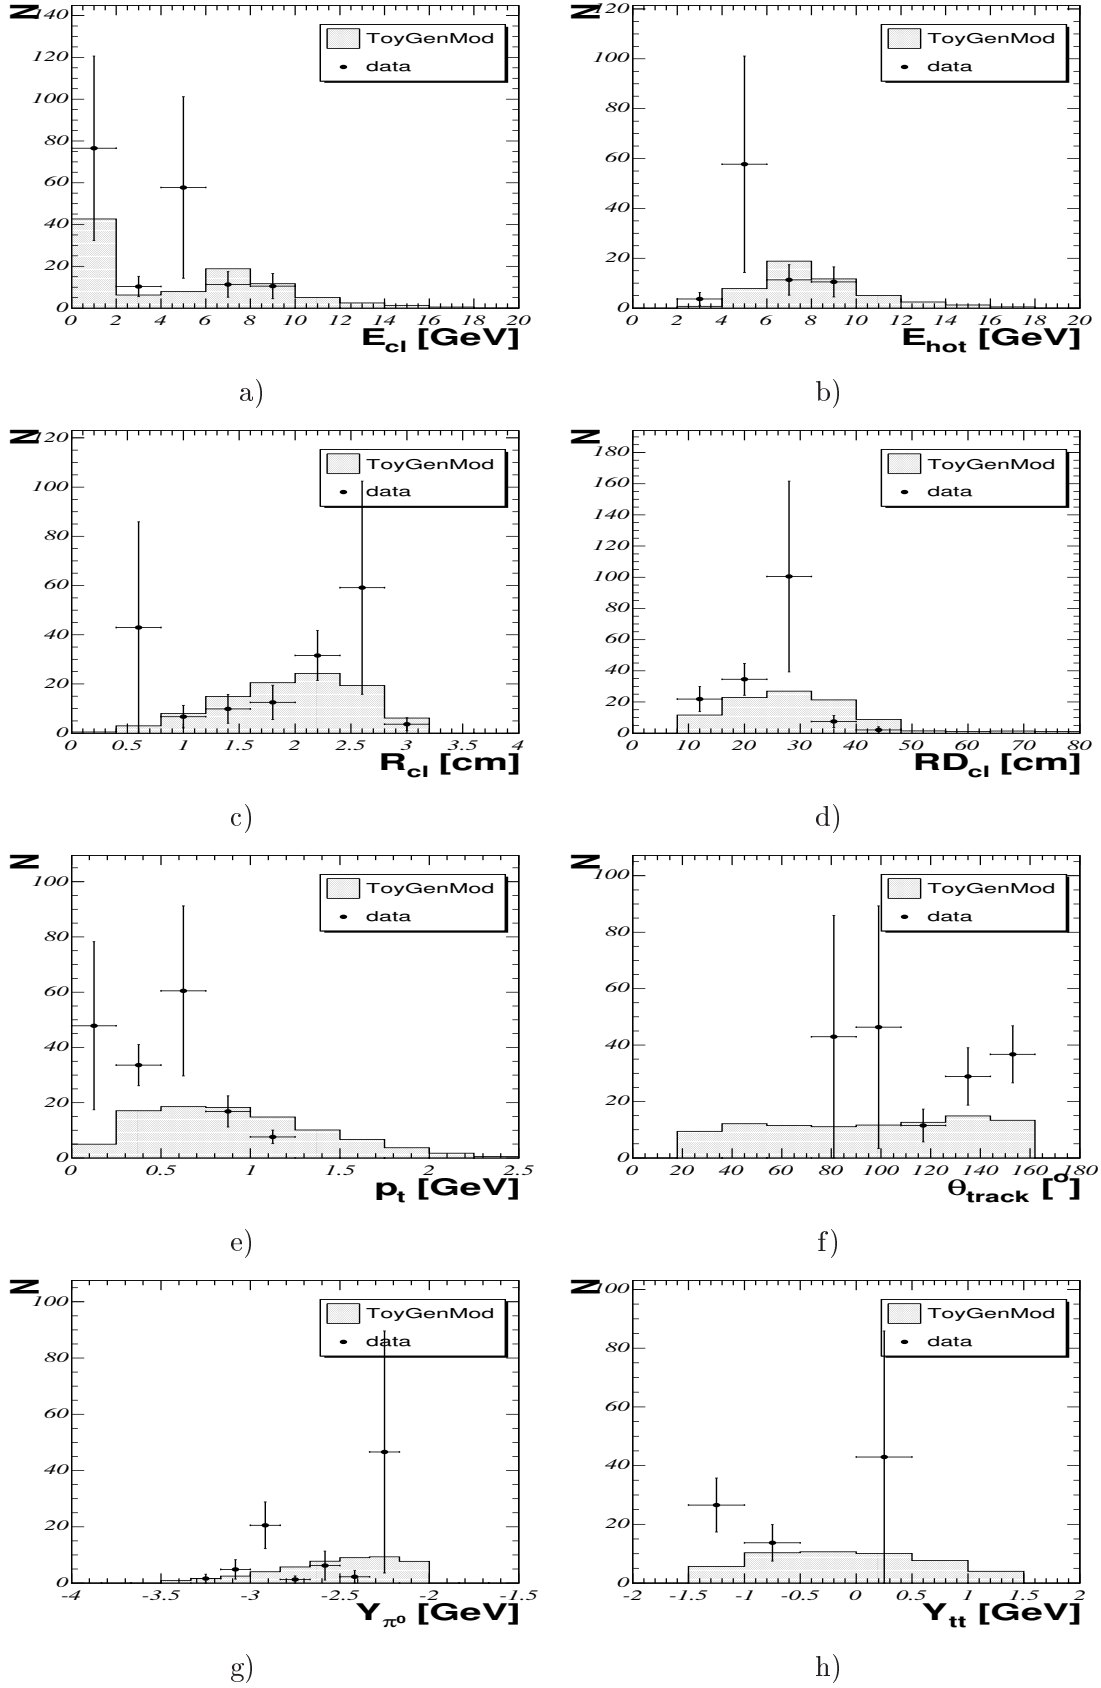 N
140
120
100
80
60
40
20
0
ToyGenMod
data
0 2 4 6 8 10 12 14 16 18 20
E_cl [GeV]
a)
N
120
100
80
60
40
20
0
ToyGenMod
data
0 2 4 6 8 10 12 14 16 18 20
E_hot [GeV]
b)
N
120
100
80
60
40
20
0
ToyGenMod
data
0 0.5 1 1.5 2 2.5 3 3.5 4
R_cl [cm]
c)
N
180
160
140
120
100
80
60
40
20
0
ToyGenMod
data
0 10 20 30 40 50 60 70 80
RD_cl [cm]
d)
N
100
80
60
40
20
0
ToyGenMod
data
0 0.5 1 1.5 2 2.5
p_t [GeV]
e)
N
100
80
60
40
20
0
ToyGenMod
data
0 20 40 60 80 100 120 140 160 180
Θ_track [°]
f)
N
100
80
60
40
20
0
ToyGenMod
data
-4 -3.5 -3 -2.5 -2 -1.5 -1
Y_π⁰ [GeV]
g)
N
100
80
60
40
20
0
ToyGenMod
data
-2 -1.5 -1 -0.5 0 0.5 1 1.5 2
Y_tt [GeV]
h)